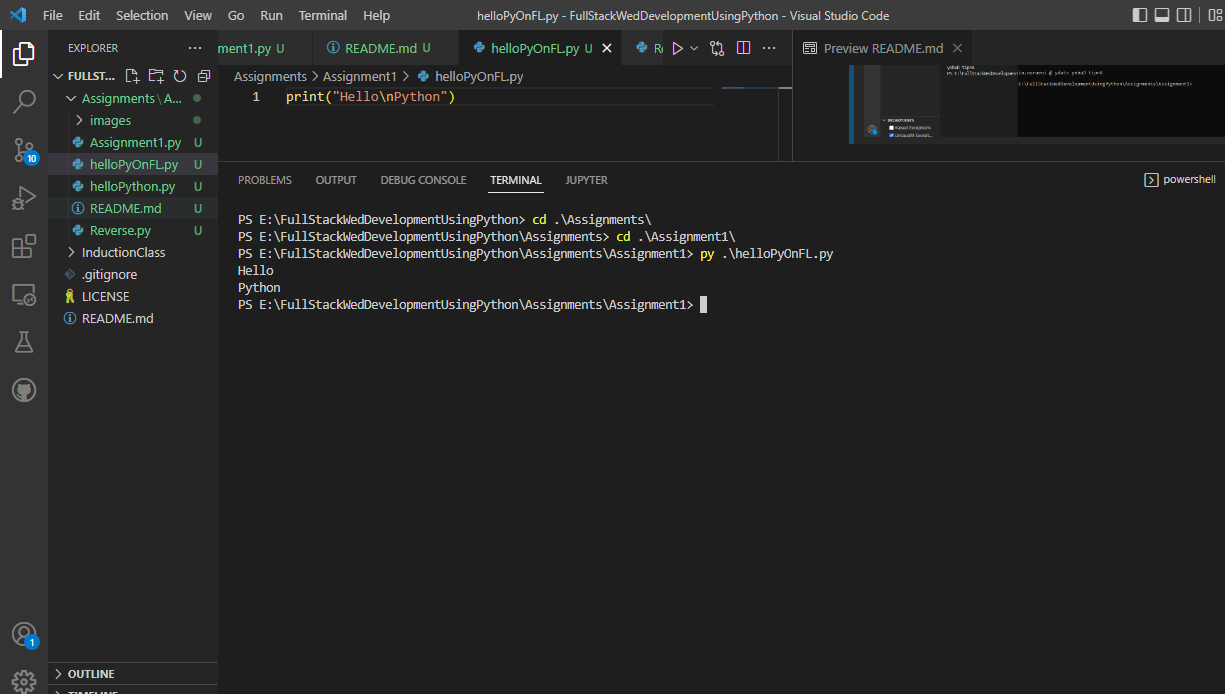 File Edit Selection View Go Run Terminal Help helloPyOnFL.py - FullStackWedDevelopmentUsingPython - Visual Studio Code
EXPLORER
FULLST...
Assignments\A...
images
Assignment1.py U
helloPyOnFL.py U
helloPython.py U
README.md U
Reverse.py U
InductionClass
.gitignore
LICENSE
README.md
OUTLINE
TIMELINE
10
1
ment1.py U README.md U helloPyOnFL.py U Re
Assignments > Assignment1 > helloPyOnFL.py
1 print("Hello\nPython")
Preview README.md
BREAKPOINTS
Raised Exceptions
PROBLEMS OUTPUT DEBUG CONSOLE TERMINAL JUPYTER powershell
PS E:\FullStackWedDevelopmentUsingPython> cd .\Assignments\
PS E:\FullStackWedDevelopmentUsingPython\Assignments> cd .\Assignment1\
PS E:\FullStackWedDevelopmentUsingPython\Assignments\Assignment1> py .\helloPyOnFL.py
Hello
Python
PS E:\FullStackWedDevelopmentUsingPython\Assignments\Assignment1>